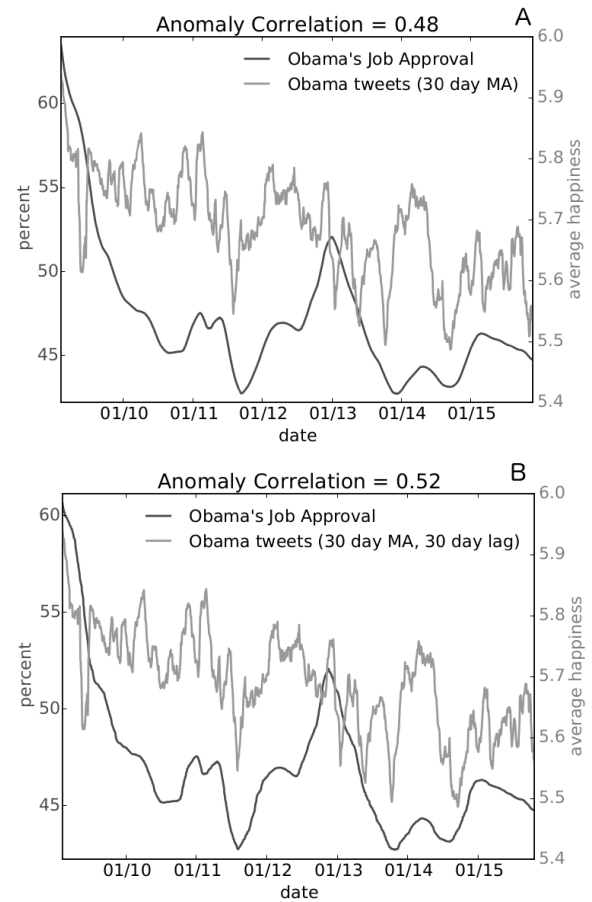 A
Anomaly Correlation = 0.48
Obama's Job Approval
Obama tweets (30 day MA)
60
55
50
45
percent
6.0
5.9
5.8
5.7
5.6
5.5
5.4
average happiness
01/10 01/11 01/12 01/13 01/14 01/15
date
B
Anomaly Correlation = 0.52
Obama's Job Approval
Obama tweets (30 day MA, 30 day lag)
60
55
50
45
percent
6.0
5.9
5.8
5.7
5.6
5.5
5.4
average happiness
01/10 01/11 01/12 01/13 01/14 01/15
date